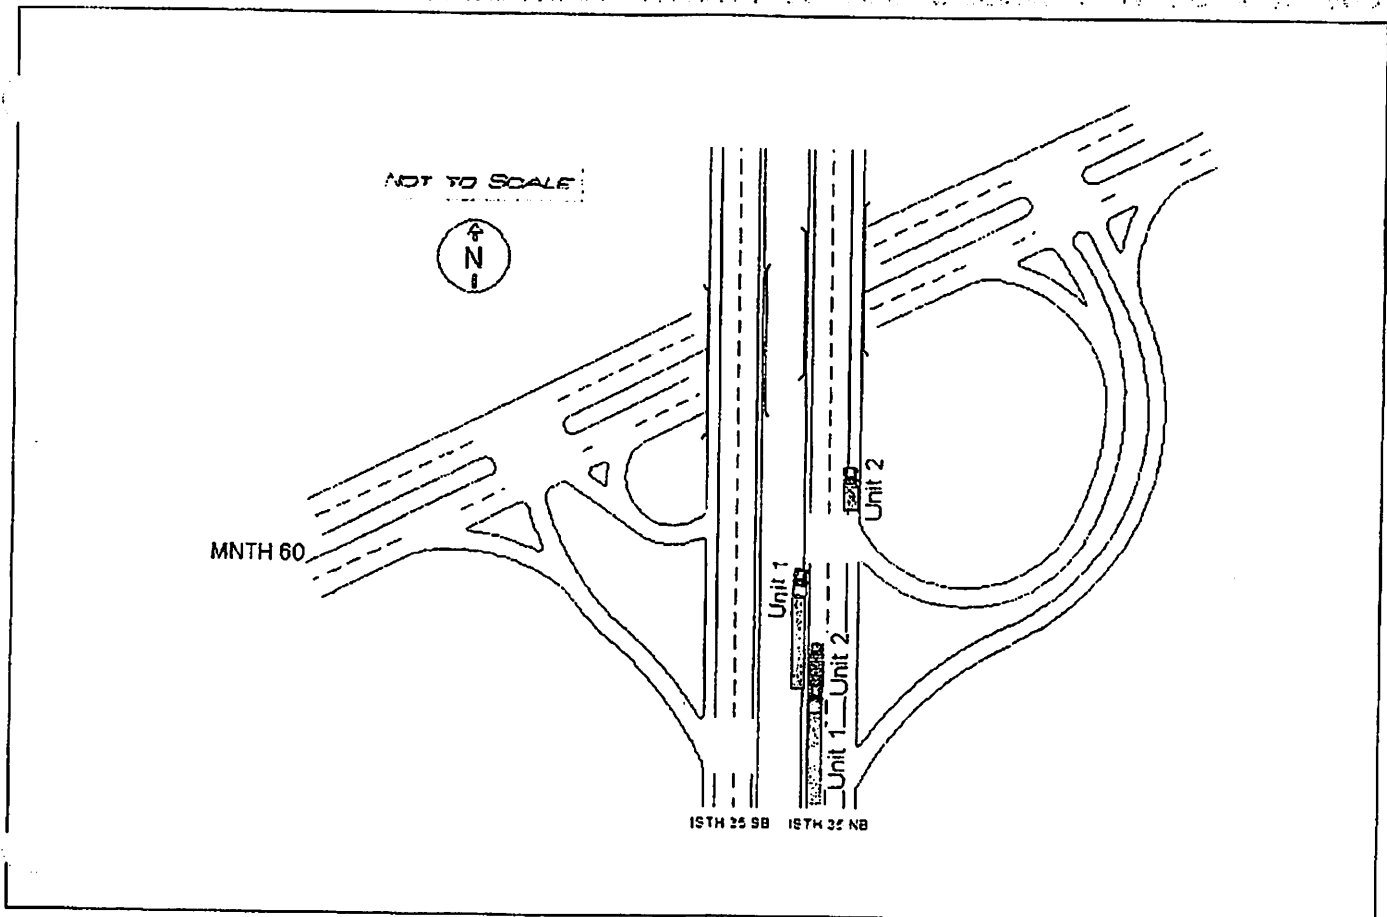 NOT TO SCALE
N
MNTH 60
Unit 2
Unit 1
Unit 2
Unit 1
ISTH 35 SB
ISTH 35 NB